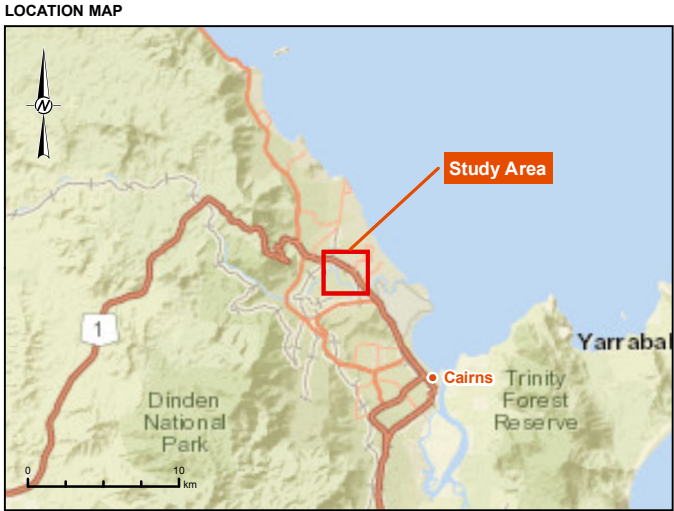 LOCATION MAP
N
Study Area
1
Yarrabal
Cairns
Trinity
Forest
Reserve
Dinden
National
Park
0 10
km